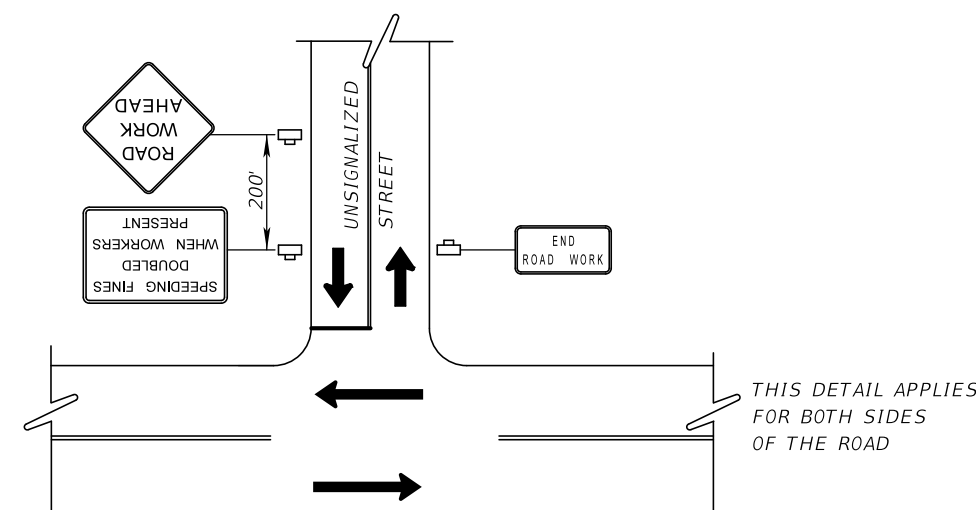 ROAD
WORK
AHEAD
200'
SPEEDING FINES
DOUBLED
WHEN WORKERS
PRESENT
UNSIGNALIZED
STREET
END
ROAD WORK
THIS DETAIL APPLIES
FOR BOTH SIDES
OF THE ROAD